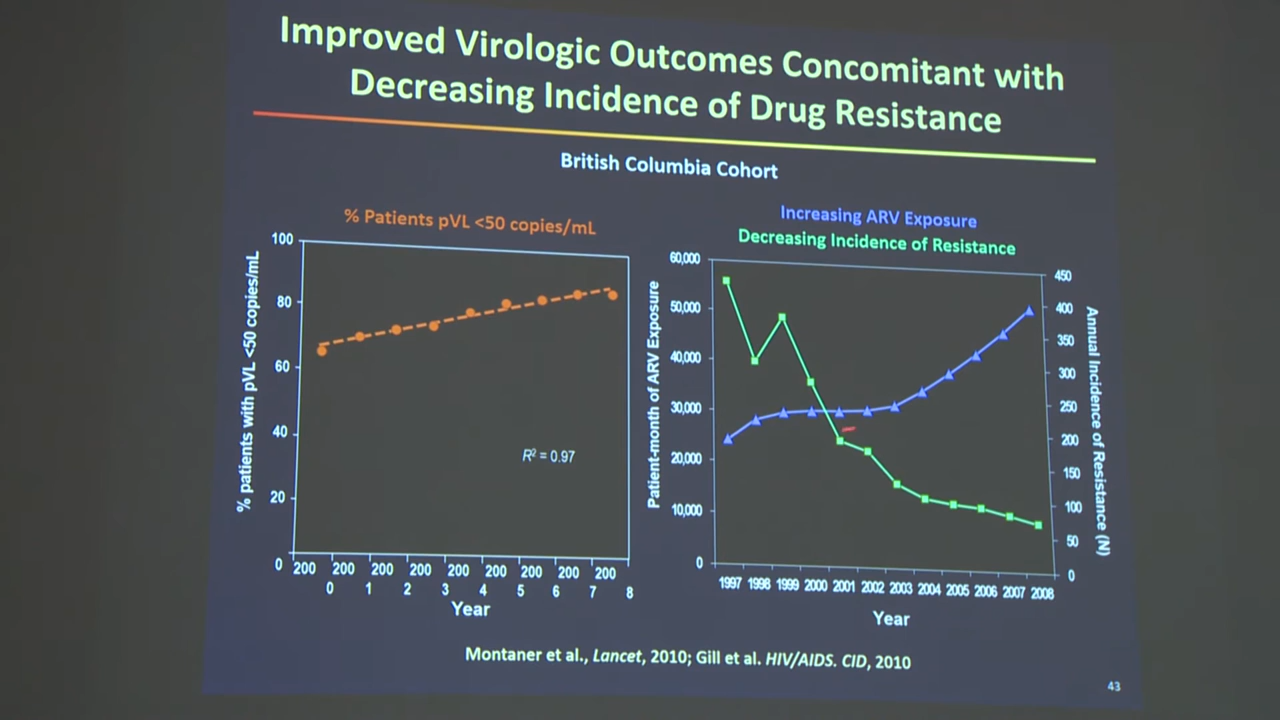 Improved Virologic Outcomes Concomitant with
Decreasing Incidence of Drug Resistance
British Columbia Cohort
% Patients pVL <50 copies/mL
% patients with pVL <50 copies/mL
100
80
60
40
20
0
R² = 0.97
200 200 200 200 200 200 200 200 200
0 1 2 3 4 5 6 7 8
Year
Increasing ARV Exposure
Decreasing Incidence of Resistance
Patient-month of ARV Exposure
60,000
50,000
40,000
30,000
20,000
10,000
0
450
400
350
300
250
200
150
100
50
0
Annual Incidence of Resistance (N)
1997 1998 1999 2000 2001 2002 2003 2004 2005 2006 2007 2008
Year
Montaner et al., Lancet, 2010; Gill et al. HIV/AIDS. CID, 2010
43